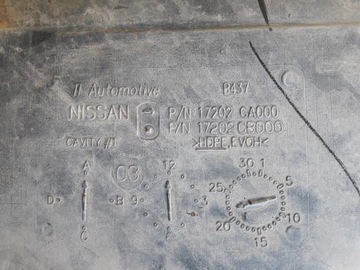 TI Automotive B437
NISSAN P/N 17202 CA000
P/N 17202 CB000
CAVITY #1 >HDPE,EVOH<
A B C D
03
12 3 9
30 1 5 10 15 20 25